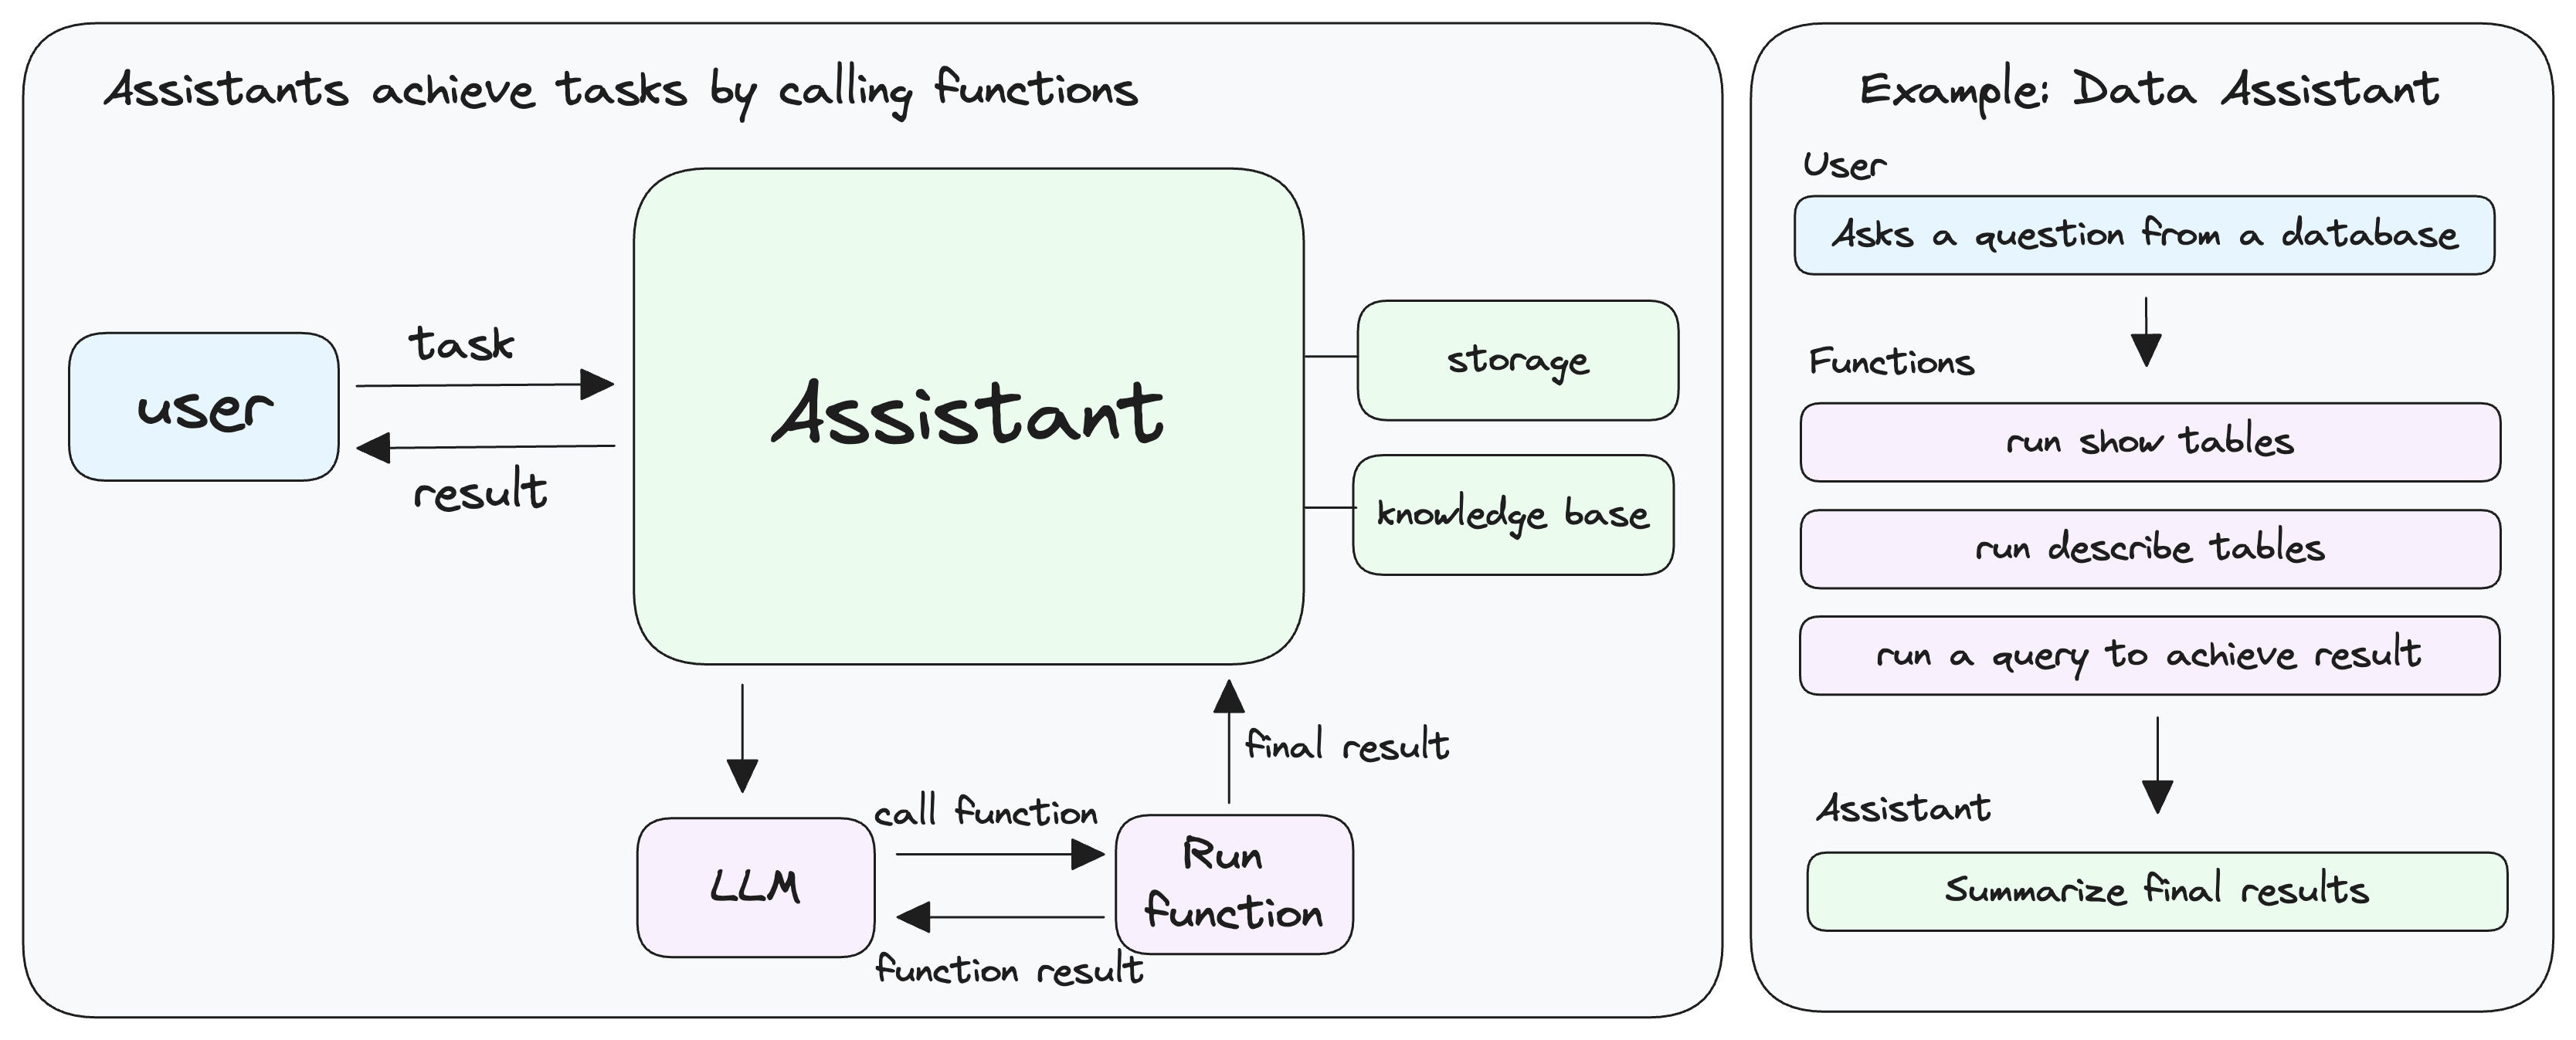 Assistants achieve tasks by calling functions
user
task
result
Assistant
storage
knowledge base
final result
LLM
call function
function result
Run
function
Example: Data Assistant
User
Asks a question from a database
Functions
run show tables
run describe tables
run a query to achieve result
Assistant
Summarize final results